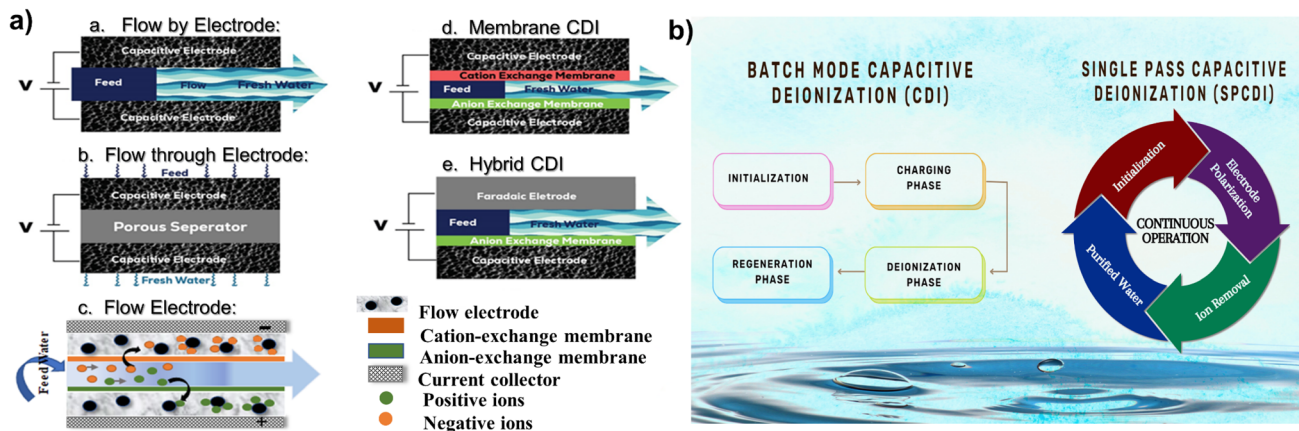 a)
a. Flow by Electrode:
Capacitive Electrode
V
Feed
Flow
Fresh Water
Capacitive Electrode
b. Flow through Electrode:
Feed
Capacitive Electrode
V
Porous Seperator
Capacitive Electrode
Fresh Water
c. Flow Electrode:
-
Feed Water
+
d. Membrane CDI
Capacitive Electrode
Cation Exchange Membrane
V
Feed
Fresh Water
Anion Exchange Membrane
Capacitive Electrode
e. Hybrid CDI
Faradaic Eletrode
V
Feed
Fresh Water
Anion Exchange Membrane
Capacitive Electrode
Flow electrode
Cation-exchange membrane
Anion-exchange membrane
Current collector
Positive ions
Negative ions
b)
BATCH MODE CAPACITIVE
DEIONIZATION (CDI)
INITIALIZATION
CHARGING
PHASE
REGENERATION
PHASE
DEIONIZATION
PHASE
SINGLE PASS CAPACITIVE
DEIONIZATION (SPCDI)
Initialization
Electrode
Polarization
CONTINUOUS
OPERATION
Purified Water
Ion Removal